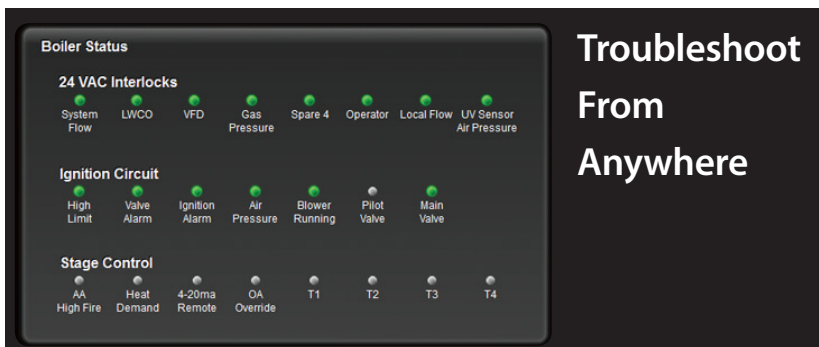 Boiler Status
24 VAC Interlocks
System Flow
LWCO
VFD
Gas Pressure
Spare 4
Operator
Local Flow
UV Sensor Air Pressure
Ignition Circuit
High Limit
Valve Alarm
Ignition Alarm
Air Pressure
Blower Running
Pilot Valve
Main Valve
Stage Control
AA High Fire
Heat Demand
4-20ma Remote
OA Override
T1
T2
T3
T4
Troubleshoot
From
Anywhere